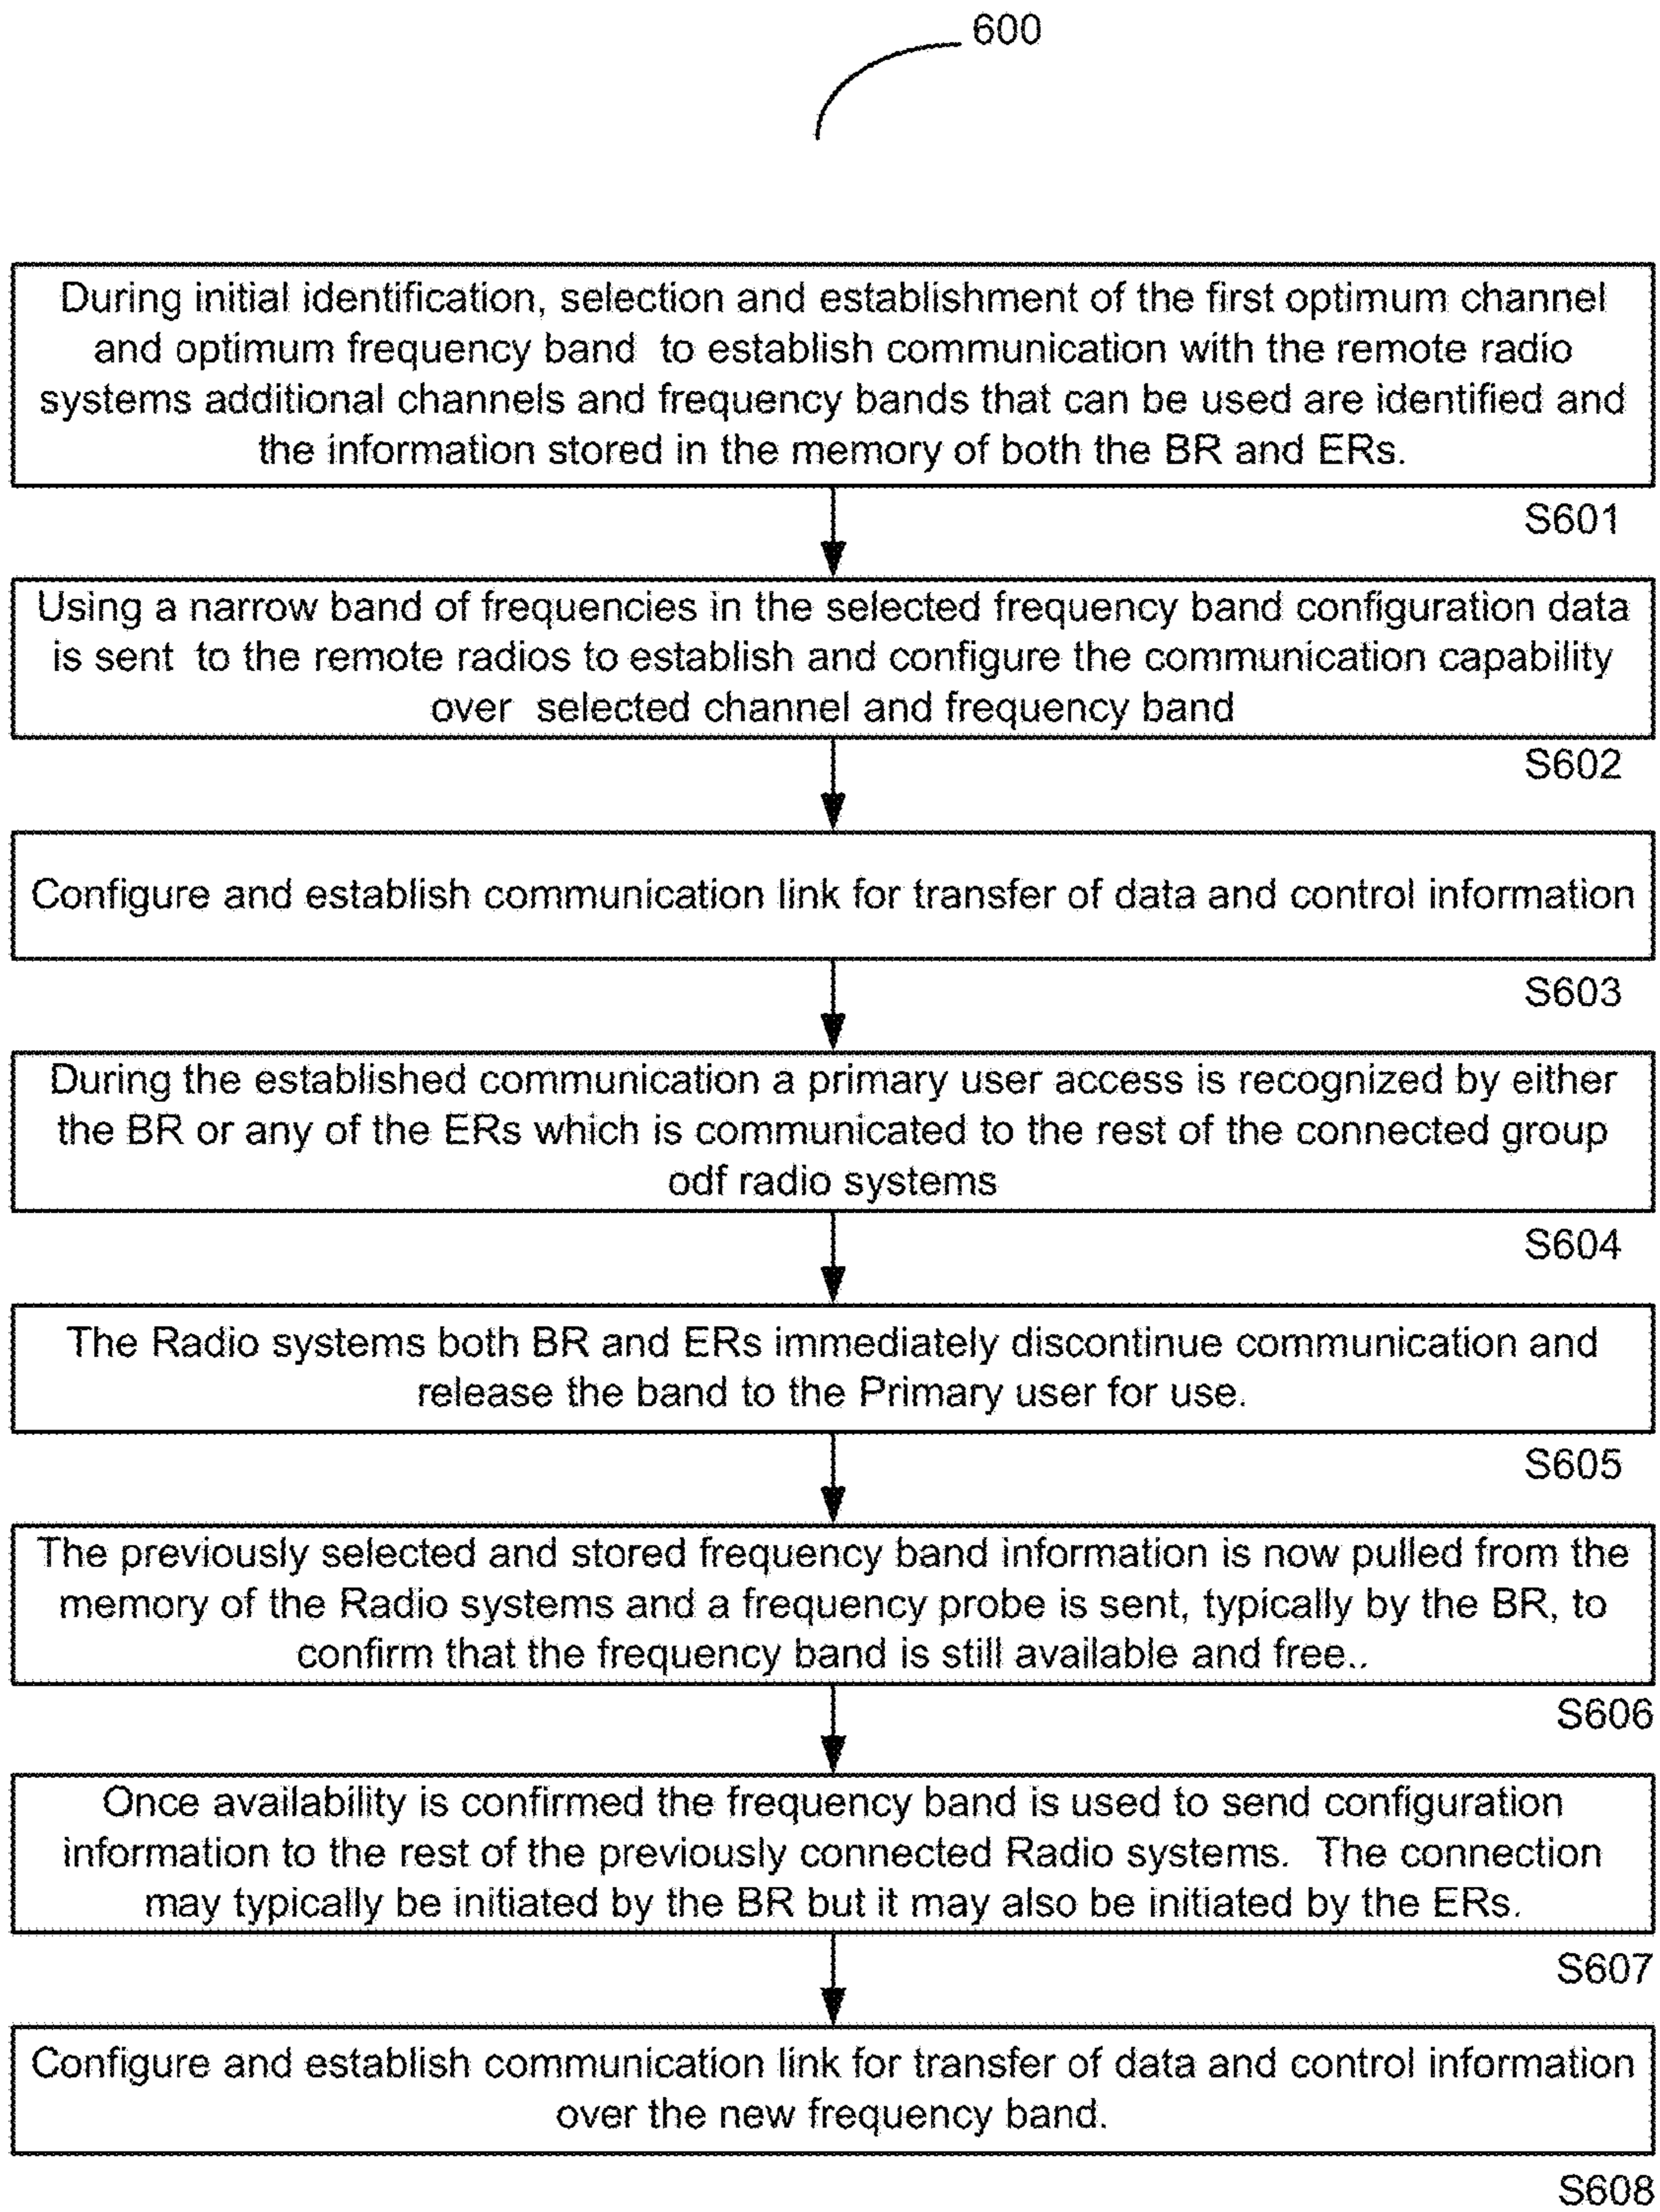 600
During initial identification, selection and establishment of the first optimum channel
and optimum frequency band to establish communication with the remote radio
systems additional channels and frequency bands that can be used are identified and
the information stored in the memory of both the BR and ERs.
S601
Using a narrow band of frequencies in the selected frequency band configuration data
is sent to the remote radios to establish and configure the communication capability
over selected channel and frequency band
S602
Configure and establish communication link for transfer of data and control information
S603
During the established communication a primary user access is recognized by either
the BR or any of the ERs which is communicated to the rest of the connected group
odf radio systems
S604
The Radio systems both BR and ERs immediately discontinue communication and
release the band to the Primary user for use.
S605
The previously selected and stored frequency band information is now pulled from the
memory of the Radio systems and a frequency probe is sent, typically by the BR, to
confirm that the frequency band is still available and free..
S606
Once availability is confirmed the frequency band is used to send configuration
information to the rest of the previously connected Radio systems. The connection
may typically be initiated by the BR but it may also be initiated by the ERs.
S607
Configure and establish communication link for transfer of data and control information
over the new frequency band.
S608